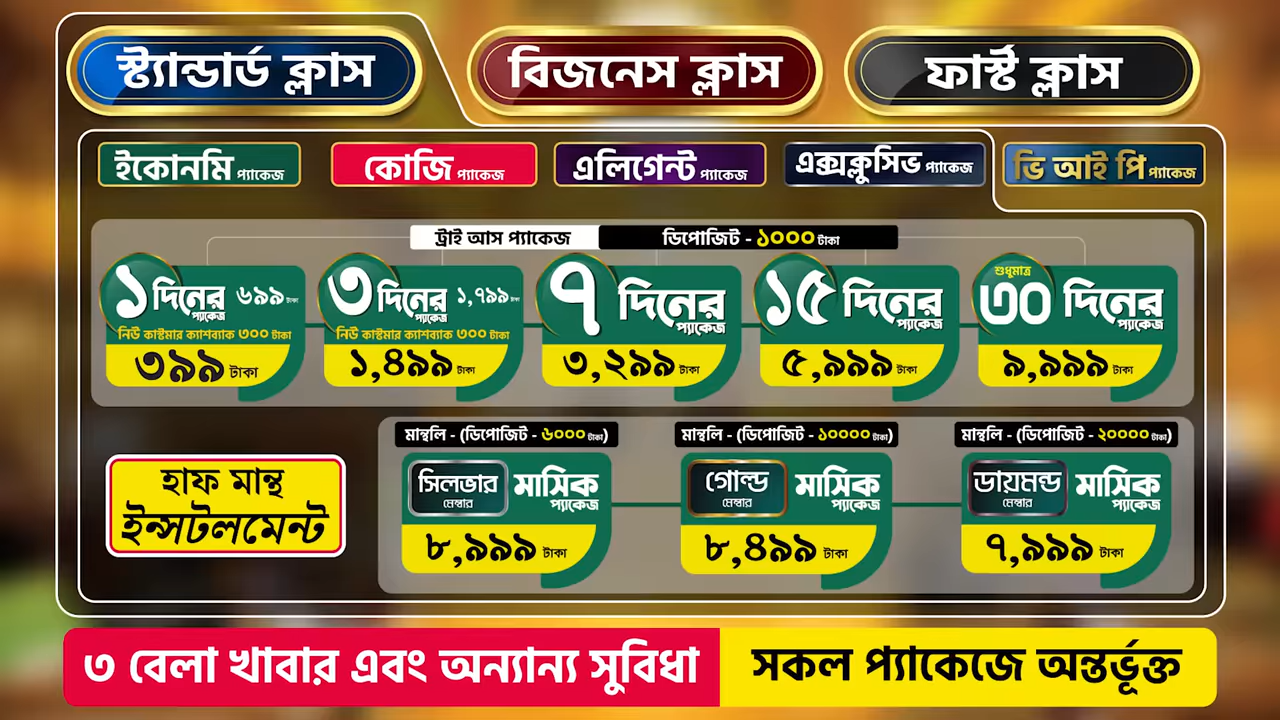 স্ট্যান্ডার্ড ক্লাস
বিজনেস ক্লাস
ফার্স্ট ক্লাস
ইকোনমি প্যাকেজ
কোজি প্যাকেজ
এলিগেন্ট প্যাকেজ
এক্সক্লুসিভ প্যাকেজ
ভি আই পি প্যাকেজ
ট্রাই আস প্যাকেজ
ডিপোজিট - ১০০০ টাকা
১ দিনের ৬৯৯ টাকা
প্যাকেজ
নিউ কাস্টমার ক্যাশব্যাক ৩০০ টাকা
৩৯৯ টাকা
৩ দিনের ১,৭৯৯ টাকা
প্যাকেজ
নিউ কাস্টমার ক্যাশব্যাক ৩০০ টাকা
১,৪৯৯ টাকা
৭ দিনের
প্যাকেজ
৩,২৯৯ টাকা
১৫ দিনের
প্যাকেজ
৫,৯৯৯ টাকা
শুধুমাত্র
৩০ দিনের
প্যাকেজ
৯,৯৯৯ টাকা
হাফ মান্থ
ইন্সটলমেন্ট
মান্থলি - (ডিপোজিট - ৬০০০ টাকা)
সিলভার মাসিক
মেম্বার প্যাকেজ
৮,৯৯৯ টাকা
মান্থলি - (ডিপোজিট - ১০০০০ টাকা)
গোল্ড মাসিক
মেম্বার প্যাকেজ
৮,৪৯৯ টাকা
মান্থলি - (ডিপোজিট - ২০০০০ টাকা)
ডায়মন্ড মাসিক
মেম্বার প্যাকেজ
৭,৯৯৯ টাকা
৩ বেলা খাবার এবং অন্যান্য সুবিধা
সকল প্যাকেজে অন্তর্ভূক্ত